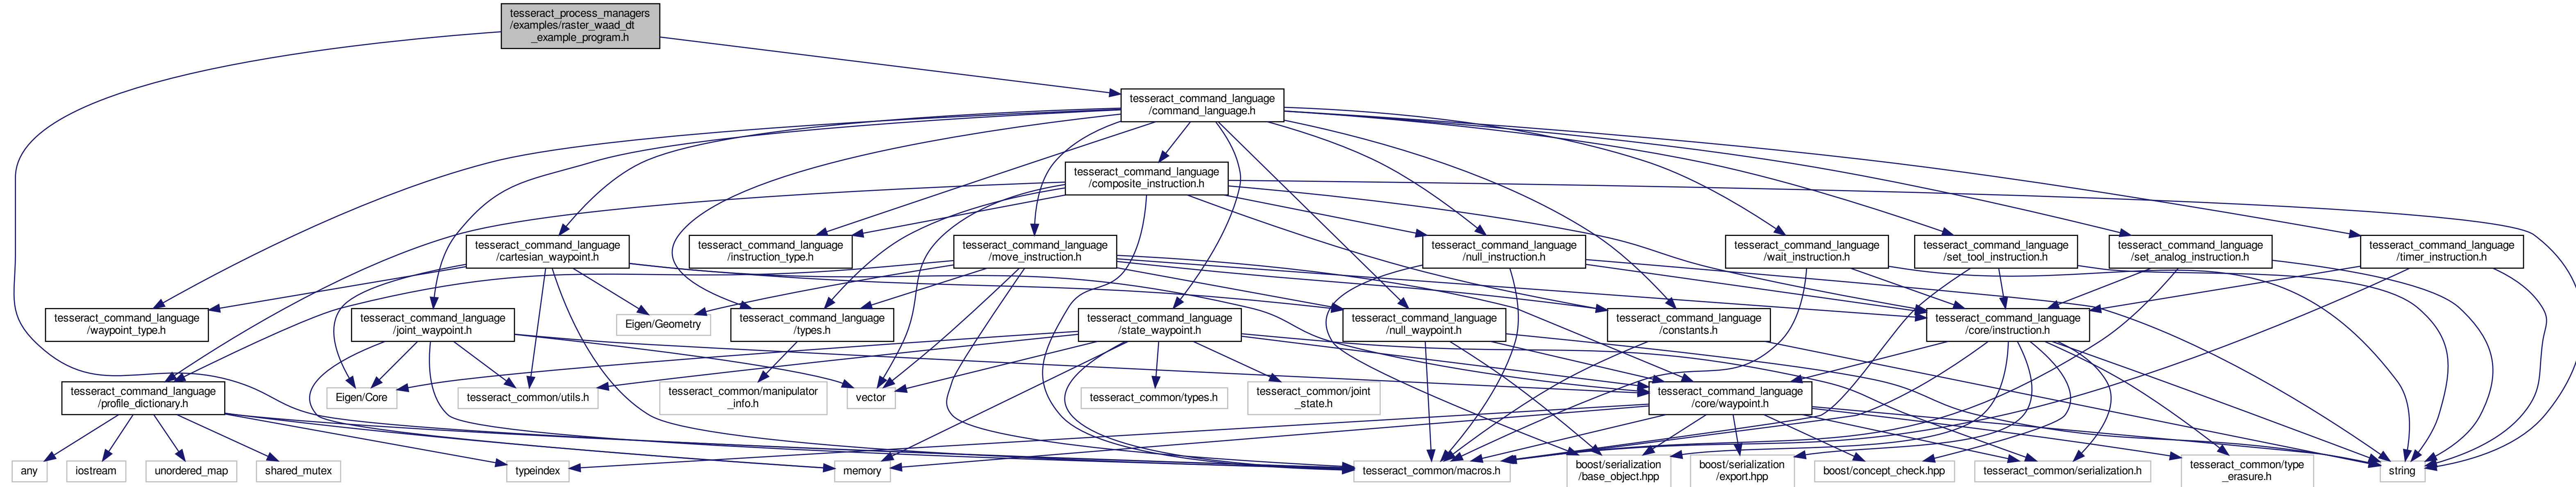 tesseract_process_managers
/examples/raster_waad_dt
_example_program.h
tesseract_command_language
/command_language.h
tesseract_command_language
/composite_instruction.h
tesseract_command_language
/cartesian_waypoint.h
tesseract_command_language
/instruction_type.h
tesseract_command_language
/move_instruction.h
tesseract_command_language
/null_instruction.h
tesseract_command_language
/wait_instruction.h
tesseract_command_language
/set_tool_instruction.h
tesseract_command_language
/set_analog_instruction.h
tesseract_command_language
/timer_instruction.h
tesseract_command_language
/waypoint_type.h
tesseract_command_language
/joint_waypoint.h
Eigen/Geometry
tesseract_command_language
/types.h
tesseract_command_language
/state_waypoint.h
tesseract_command_language
/null_waypoint.h
tesseract_command_language
/constants.h
tesseract_command_language
/core/instruction.h
tesseract_command_language
/profile_dictionary.h
Eigen/Core
tesseract_common/utils.h
tesseract_common/manipulator
_info.h
vector
tesseract_common/types.h
tesseract_common/joint
_state.h
tesseract_command_language
/core/waypoint.h
any
iostream
unordered_map
shared_mutex
typeindex
memory
tesseract_common/macros.h
boost/serialization
/base_object.hpp
boost/serialization
/export.hpp
boost/concept_check.hpp
tesseract_common/serialization.h
tesseract_common/type
_erasure.h
string